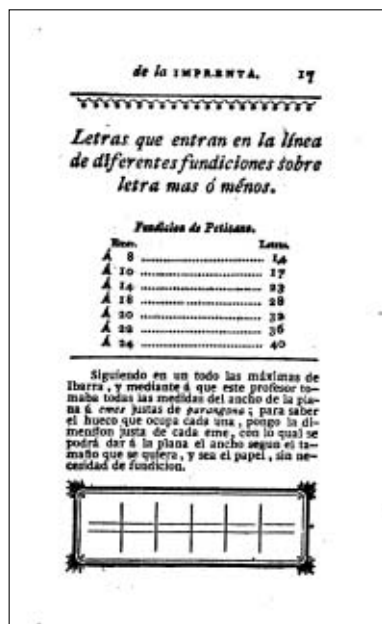 de la IMPRENTA. 17
Letras que entran en la línea
de diferentes fundiciones sobre
letra mas ó ménos.
Fundicion de Petícano.
Emes. Letras.
Á 8 .................... 14
Á 10 .................... 17
Á 14 .................... 23
Á 18 .................... 28
Á 20 .................... 32
Á 22 .................... 36
Á 24 .................... 40
Siguiendo en un todo las máximas de
Ibarra, y mediante á que este profesor to-
maba todas las medidas del ancho de la pla-
na á emes justas de parangona; para saber
el hueco que ocupa cada una, pongo la di-
mension justa de cada eme, con lo qual se
podrá dar á la plana el ancho segun el ta-
maño que se quiera, y sea el papel, sin ne-
cesidad de fundicion.